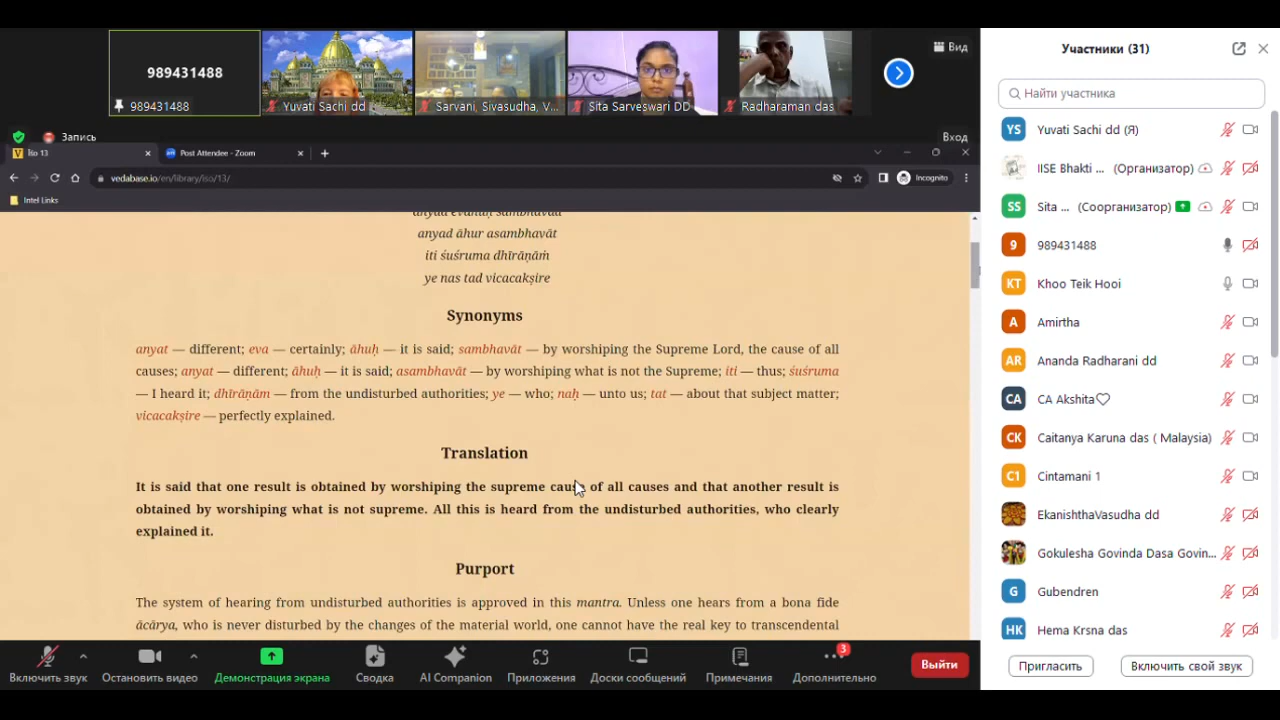 989431488
Вид
989431488
Yuvati Sachi dd
Sarvani, Sivasudha, V...
Sita Sarveswari DD
Radharaman das
Запись
Вход
Iso 13
Post Attendee - Zoom
vedabase.io/en/library/iso/13/
Incognito
Intel Links
anyad āhur asambhavāt
iti śuśruma dhīrāṇāṁ
ye nas tad vicacakṣire
Synonyms
anyat — different; eva — certainly; āhuḥ — it is said; sambhavāt — by worshiping the Supreme Lord, the cause of all
causes; anyat — different; āhuḥ — it is said; asambhavāt — by worshiping what is not the Supreme; iti — thus; śuśruma
— I heard it; dhīrāṇām — from the undisturbed authorities; ye — who; naḥ — unto us; tat — about that subject matter;
vicacakṣire — perfectly explained.
Translation
It is said that one result is obtained by worshiping the supreme cause of all causes and that another result is
obtained by worshiping what is not supreme. All this is heard from the undisturbed authorities, who clearly
explained it.
Purport
The system of hearing from undisturbed authorities is approved in this mantra. Unless one hears from a bona fide
ācārya, who is never disturbed by the changes of the material world, one cannot have the real key to transcendental
Участники (31)
Найти участника
YS Yuvati Sachi dd (Я)
IISE Bhakti ... (Организатор)
SS Sita ... (Соорганизатор)
9 989431488
KT Khoo Teik Hooi
A Amirtha
AR Ananda Radharani dd
CA CA Akshita♡
CK Caitanya Karuna das ( Malaysia)
C1 Cintamani 1
EkanishthaVasudha dd
Gokulesha Govinda Dasa Govin...
G Gubendren
HK Hema Krsna das
Пригласить
Включить свой звук
Включить звук
Остановить видео
Демонстрация экрана
Сводка
AI Companion
Приложения
Доски сообщений
Примечания
3
Дополнительно
Выйти